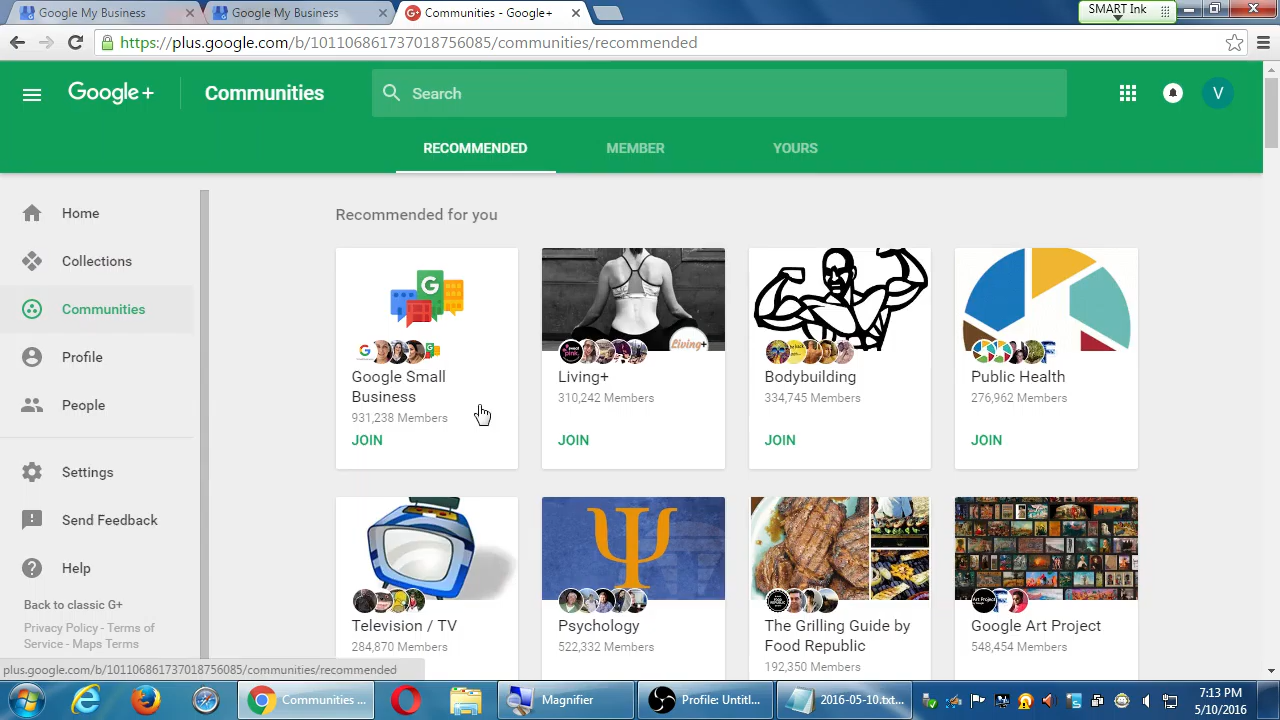 Google My Business
Google My Business
Communities - Google+
SMART Ink
https://plus.google.com/b/101106861737018756085/communities/recommended
Google+
Communities
Search
V
RECOMMENDED
MEMBER
YOURS
Home
Collections
Communities
Profile
People
Settings
Send Feedback
Help
Back to classic G+
Privacy Policy - Terms of
Service - Maps Terms
Recommended for you
G
Google Small
Business
931,238 Members
JOIN
Living+
Living+
310,242 Members
JOIN
Bodybuilding
334,745 Members
JOIN
Public Health
276,962 Members
JOIN
Television / TV
284,870 Members
Ψ
Psychology
522,332 Members
The Grilling Guide by
Food Republic
192,350 Members
Google Art Project
548,454 Members
plus.google.com/b/101106861737018756085/communities/recommended
Communities ...
Magnifier
Profile: Untitl...
2016-05-10.txt...
7:13 PM
5/10/2016